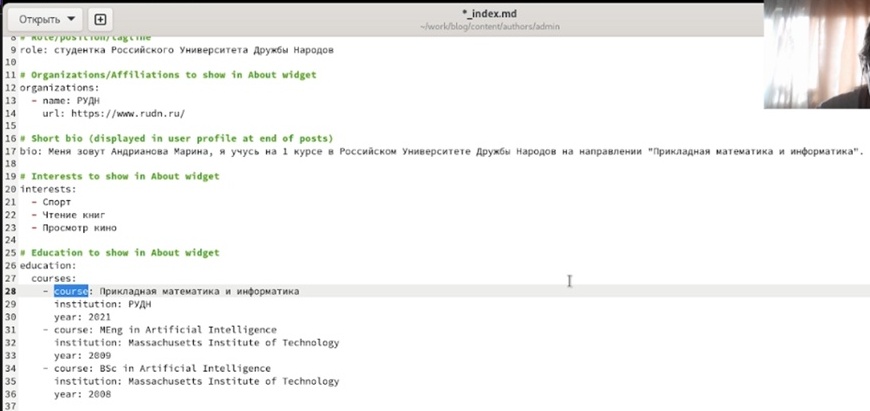 Открыть
*_index.md
~/work/blog/content/authors/admin
8 # Role/position/tagline
9 role: студентка Российского Университета Дружбы Народов
10
11 # Organizations/Affiliations to show in About widget
12 organizations:
13 - name: РУДН
14 url: https://www.rudn.ru/
15
16 # Short bio (displayed in user profile at end of posts)
17 bio: Меня зовут Андрианова Марина, я учусь на 1 курсе в Российском Университете Дружбы Народов на направлении "Прикладная математика и информатика".
18
19 # Interests to show in About widget
20 interests:
21 - Спорт
22 - Чтение книг
23 - Просмотр кино
24
25 # Education to show in About widget
26 education:
27 courses:
28 - course: Прикладная математика и информатика
29 institution: РУДН
30 year: 2021
31 - course: MEng in Artificial Intelligence
32 institution: Massachusetts Institute of Technology
33 year: 2009
34 - course: BSc in Artificial Intelligence
35 institution: Massachusetts Institute of Technology
36 year: 2008
37